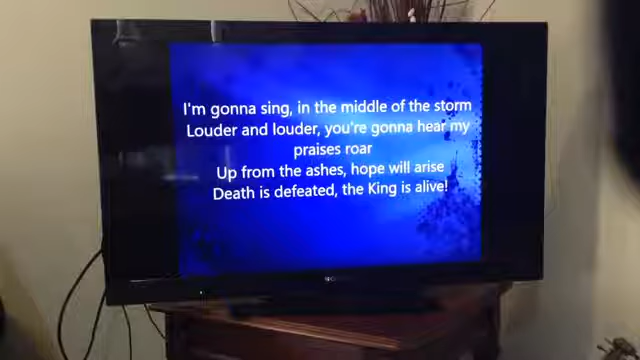 I'm gonna sing, in the middle of the storm
Louder and louder, you're gonna hear my
praises roar
Up from the ashes, hope will arise
Death is defeated, the King is alive!